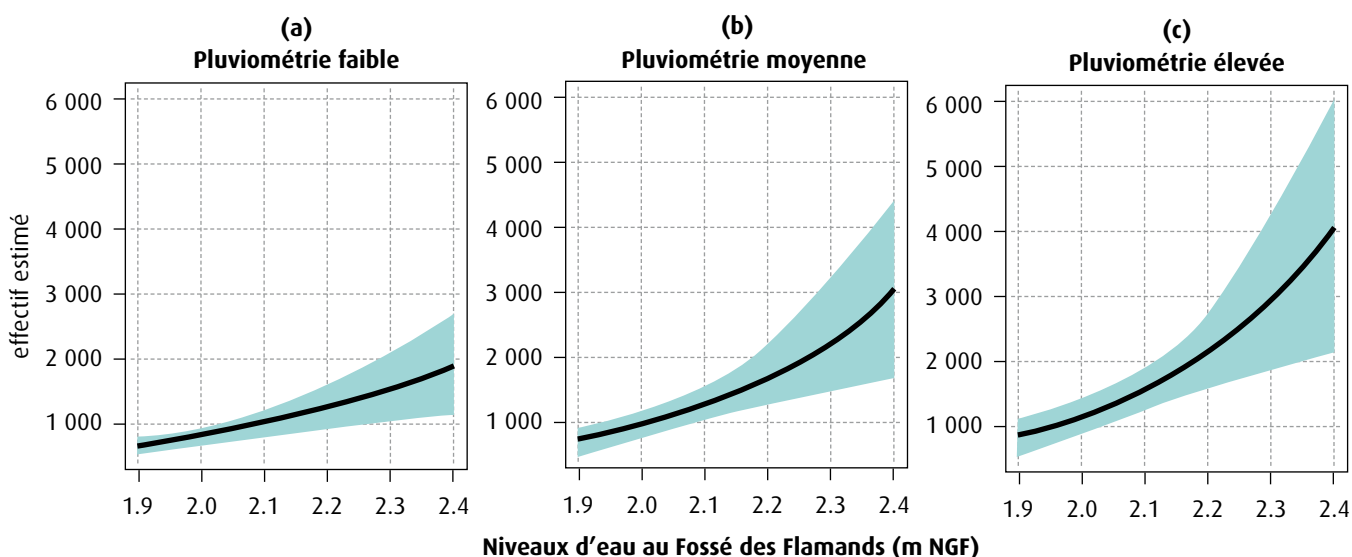 (a)
Pluviométrie faible
(b)
Pluviométrie moyenne
(c)
Pluviométrie élevée
effectif estimé
6 000
5 000
4 000
3 000
2 000
1 000
1.9 2.0 2.1 2.2 2.3 2.4
6 000
5 000
4 000
3 000
2 000
1 000
1.9 2.0 2.1 2.2 2.3 2.4
6 000
5 000
4 000
3 000
2 000
1 000
1.9 2.0 2.1 2.2 2.3 2.4
Niveaux d'eau au Fossé des Flamands (m NGF)